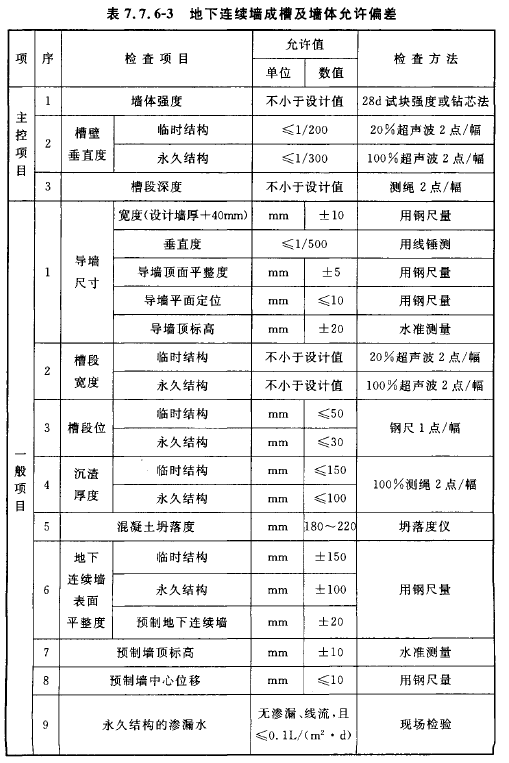 表 7.7.6-3 地下连续墙成槽及墙体允许偏差
项 序 检查项目 允许值 检查方法
单位 数值
主控项目
1 墙体强度 不小于设计值 28d试块强度或钻芯法
2 槽壁垂直度 临时结构 ≤1/200 20%超声波2点/幅
永久结构 ≤1/300 100%超声波2点/幅
3 槽段深度 不小于设计值 测绳2点/幅
一般项目
1 导墙尺寸 宽度(设计墙厚+40mm) mm ±10 用钢尺量
垂直度 ≤1/500 用线锤测
导墙顶面平整度 mm ±5 用钢尺量
导墙平面定位 mm ≤10 用钢尺量
导墙顶标高 mm ±20 水准测量
2 槽段宽度 临时结构 不小于设计值 20%超声波2点/幅
永久结构 不小于设计值 100%超声波2点/幅
3 槽段位 临时结构 mm ≤50 钢尺1点/幅
永久结构 mm ≤30
4 沉渣厚度 临时结构 mm ≤150 100%测绳2点/幅
永久结构 mm ≤100
5 混凝土坍落度 mm 180~220 坍落度仪
6 地下连续墙表面平整度 临时结构 mm ±150 用钢尺量
永久结构 mm ±100
预制地下连续墙 mm ±20
7 预制墙顶标高 mm ±10 水准测量
8 预制墙中心位移 mm ≤10 用钢尺量
9 永久结构的渗漏水 无渗漏、线流,且≤0.1L/(m²·d) 现场检验